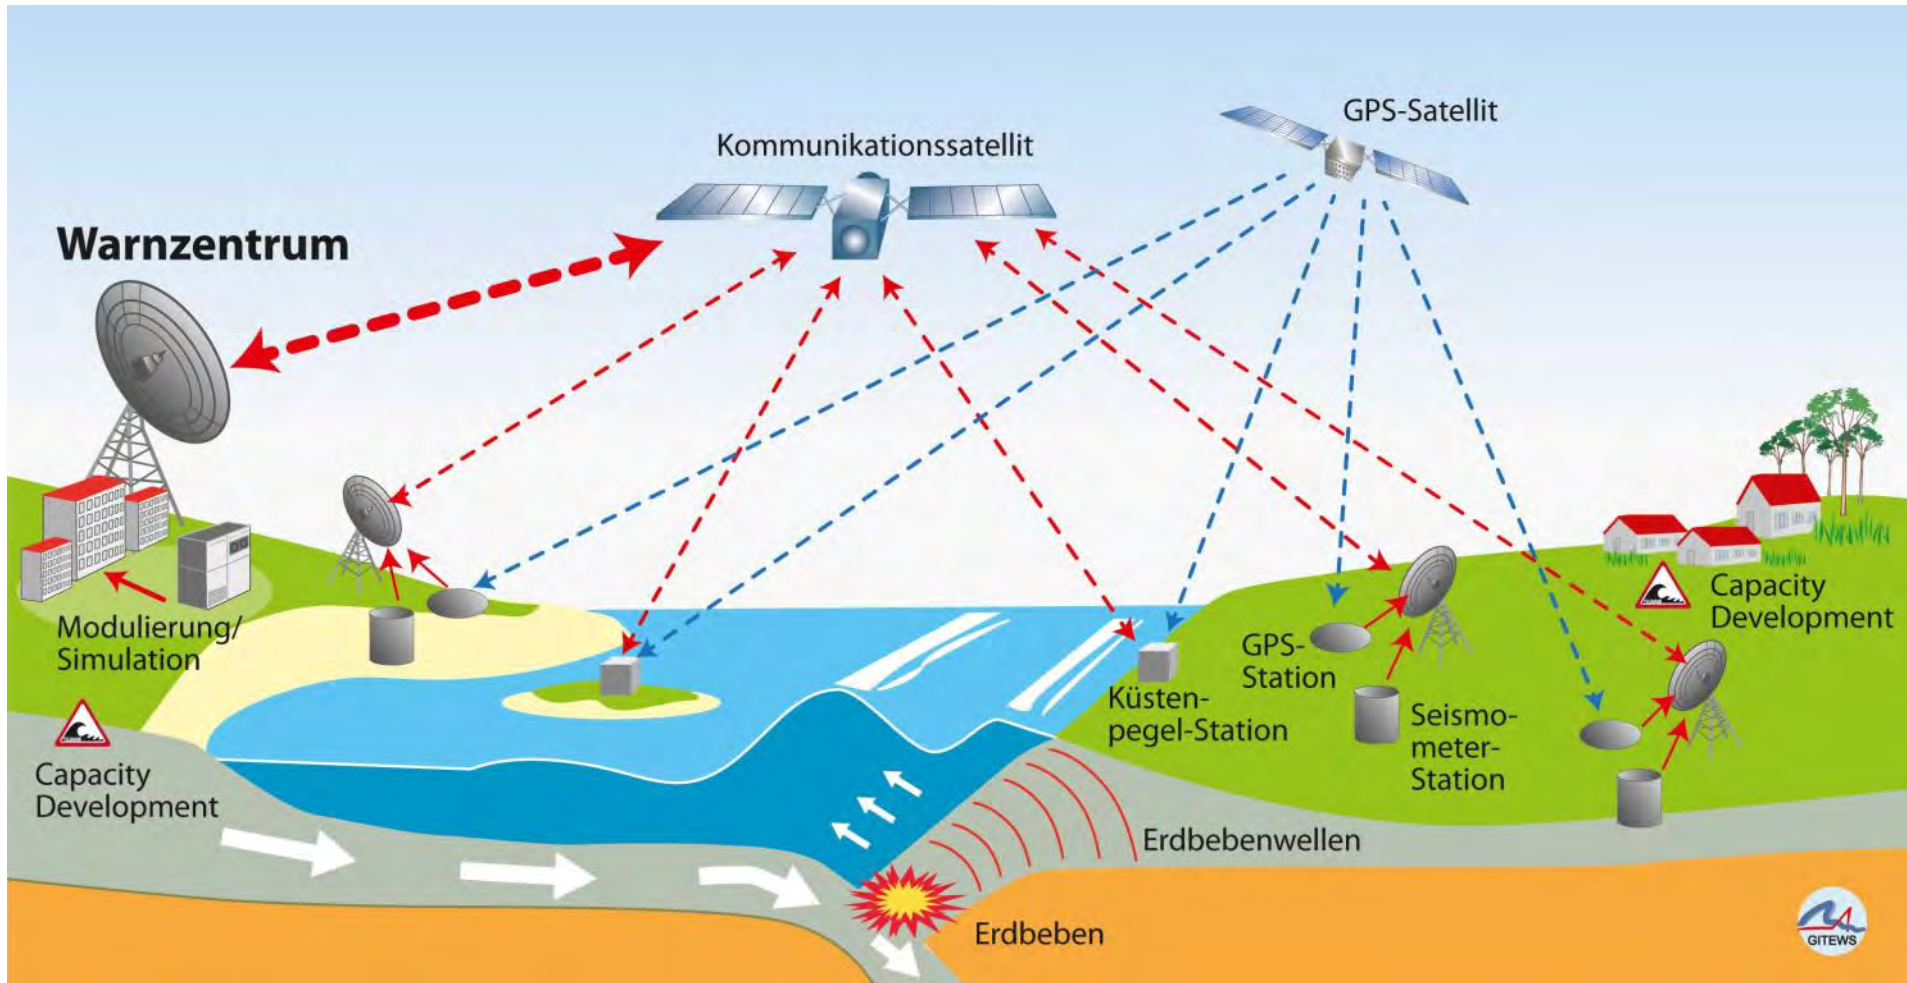 GPS-Satellit
Kommunikationssatellit
Warnzentrum
Modulierung/
Simulation
Capacity
Development
GPS-
Station
Küsten-
pegel-Station
Seismo-
meter-
Station
Capacity
Development
Erdbebenwellen
Erdbeben
GITEWS